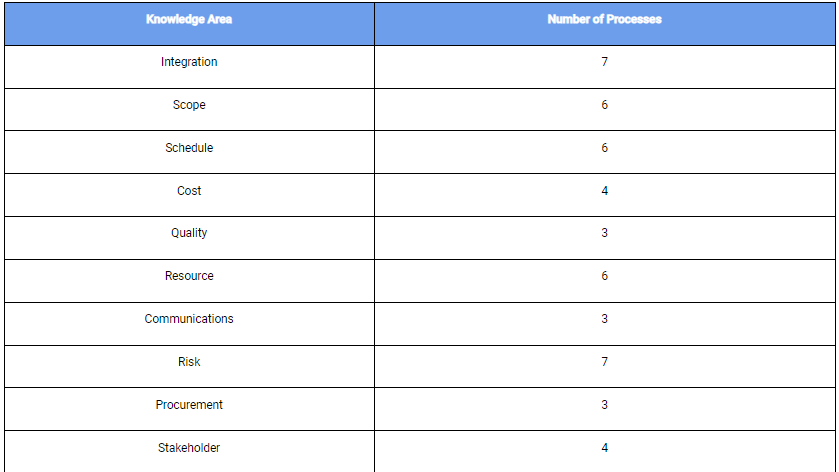 Knowledge Area Number of Processes
Integration 7
Scope 6
Schedule 6
Cost 4
Quality 3
Resource 6
Communications 3
Risk 7
Procurement 3
Stakeholder 4